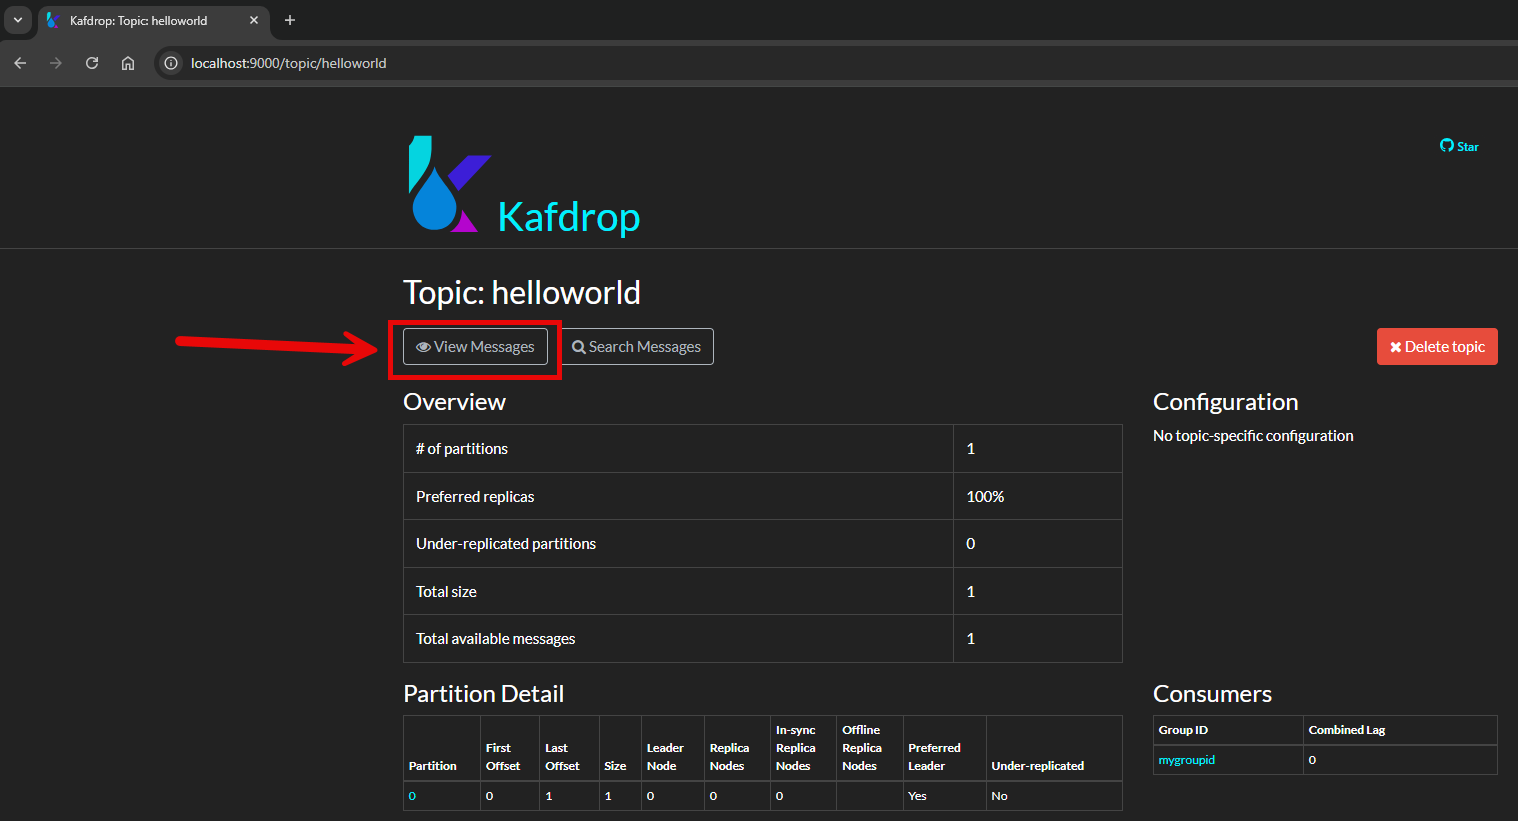 Kafdrop: Topic: helloworld
localhost:9000/topic/helloworld
Star
Kafdrop
Topic: helloworld
View Messages
Search Messages
Delete topic
Overview
# of partitions 1
Preferred replicas 100%
Under-replicated partitions 0
Total size 1
Total available messages 1
Configuration
No topic-specific configuration
Partition Detail
Partition First Offset Last Offset Size Leader Node Replica Nodes In-sync Replica Nodes Offline Replica Nodes Preferred Leader Under-replicated
0 0 1 1 0 0 0 Yes No
Consumers
Group ID Combined Lag
mygroupid 0